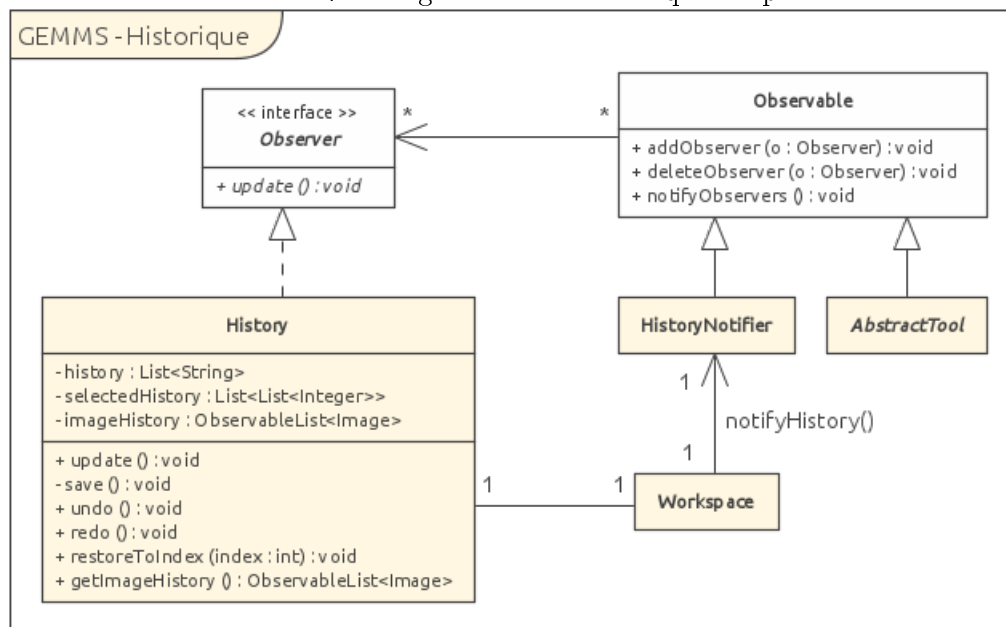 GEMMS - Historique
<< interface >>
Observer
+ update () : void
*
*
Observable
+ addObserver (o : Observer) : void
+ deleteObserver (o : Observer) : void
+ notifyObservers () : void
History
- history : List<String>
- selectedHistory : List<List<Integer>>
- imageHistory : ObservableList<Image>
+ update () : void
- save () : void
+ undo () : void
+ redo () : void
+ restoreToIndex (index : int) : void
+ getImageHistory () : ObservableList<Image>
HistoryNotifier
AbstractTool
1
notifyHistory()
1
1
1
Workspace